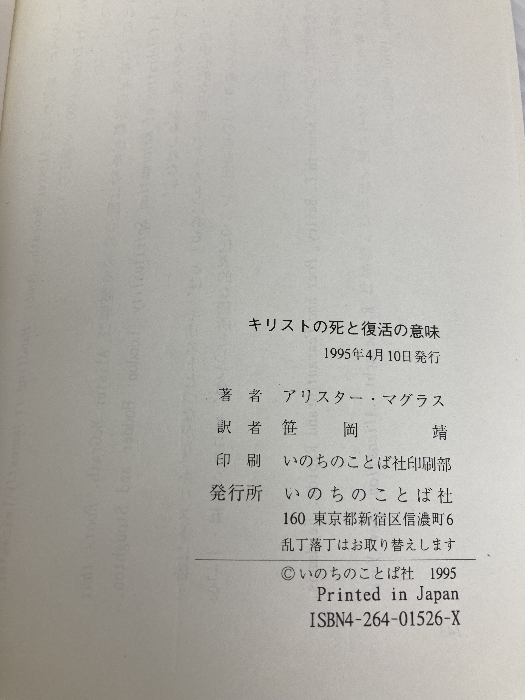 キリストの死と復活の意味
1995年4月10日発行
著者 アリスター・マグラス
訳者 笹岡 靖
印刷 いのちのことば社印刷部
発行所 いのちのことば社
160 東京都新宿区信濃町6
乱丁落丁はお取り替えします
©いのちのことば社 1995
Printed in Japan
ISBN4-264-01526-X